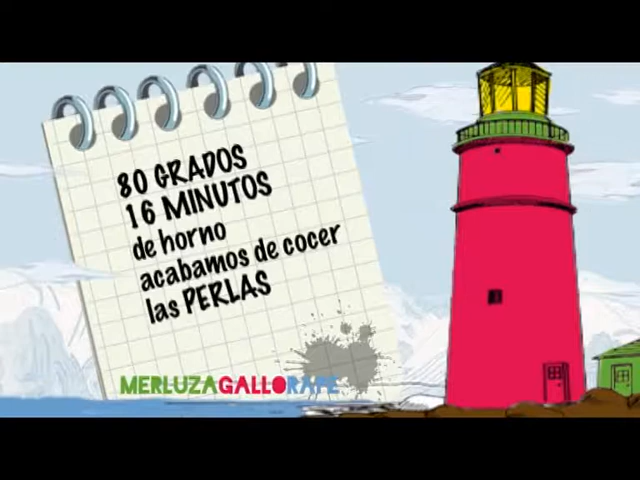 80 GRADOS
16 MINUTOS
de horno
acabamos de cocer
las PERLAS
MERLUZAGALLORAPE